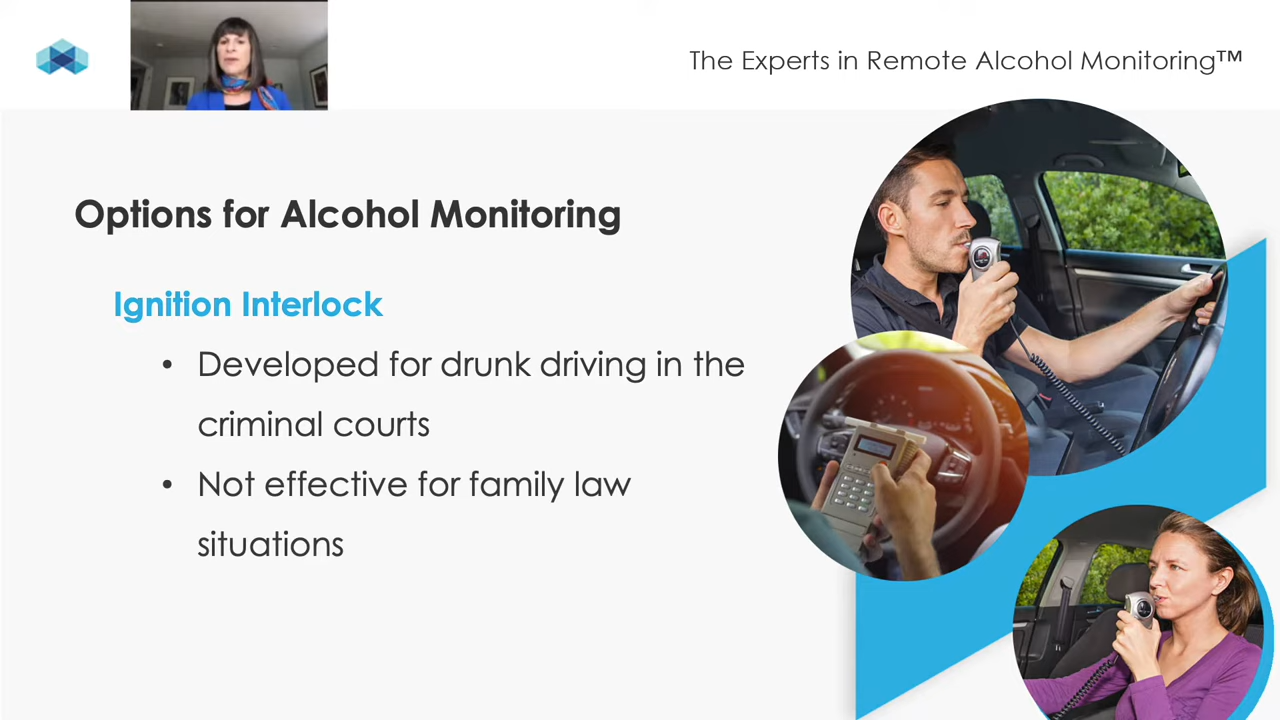 The Experts in Remote Alcohol Monitoring™
Options for Alcohol Monitoring
Ignition Interlock
• Developed for drunk driving in the
criminal courts
• Not effective for family law
situations